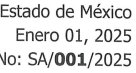 Estado de México
Enero 01, 2025
No: SA/001/2025